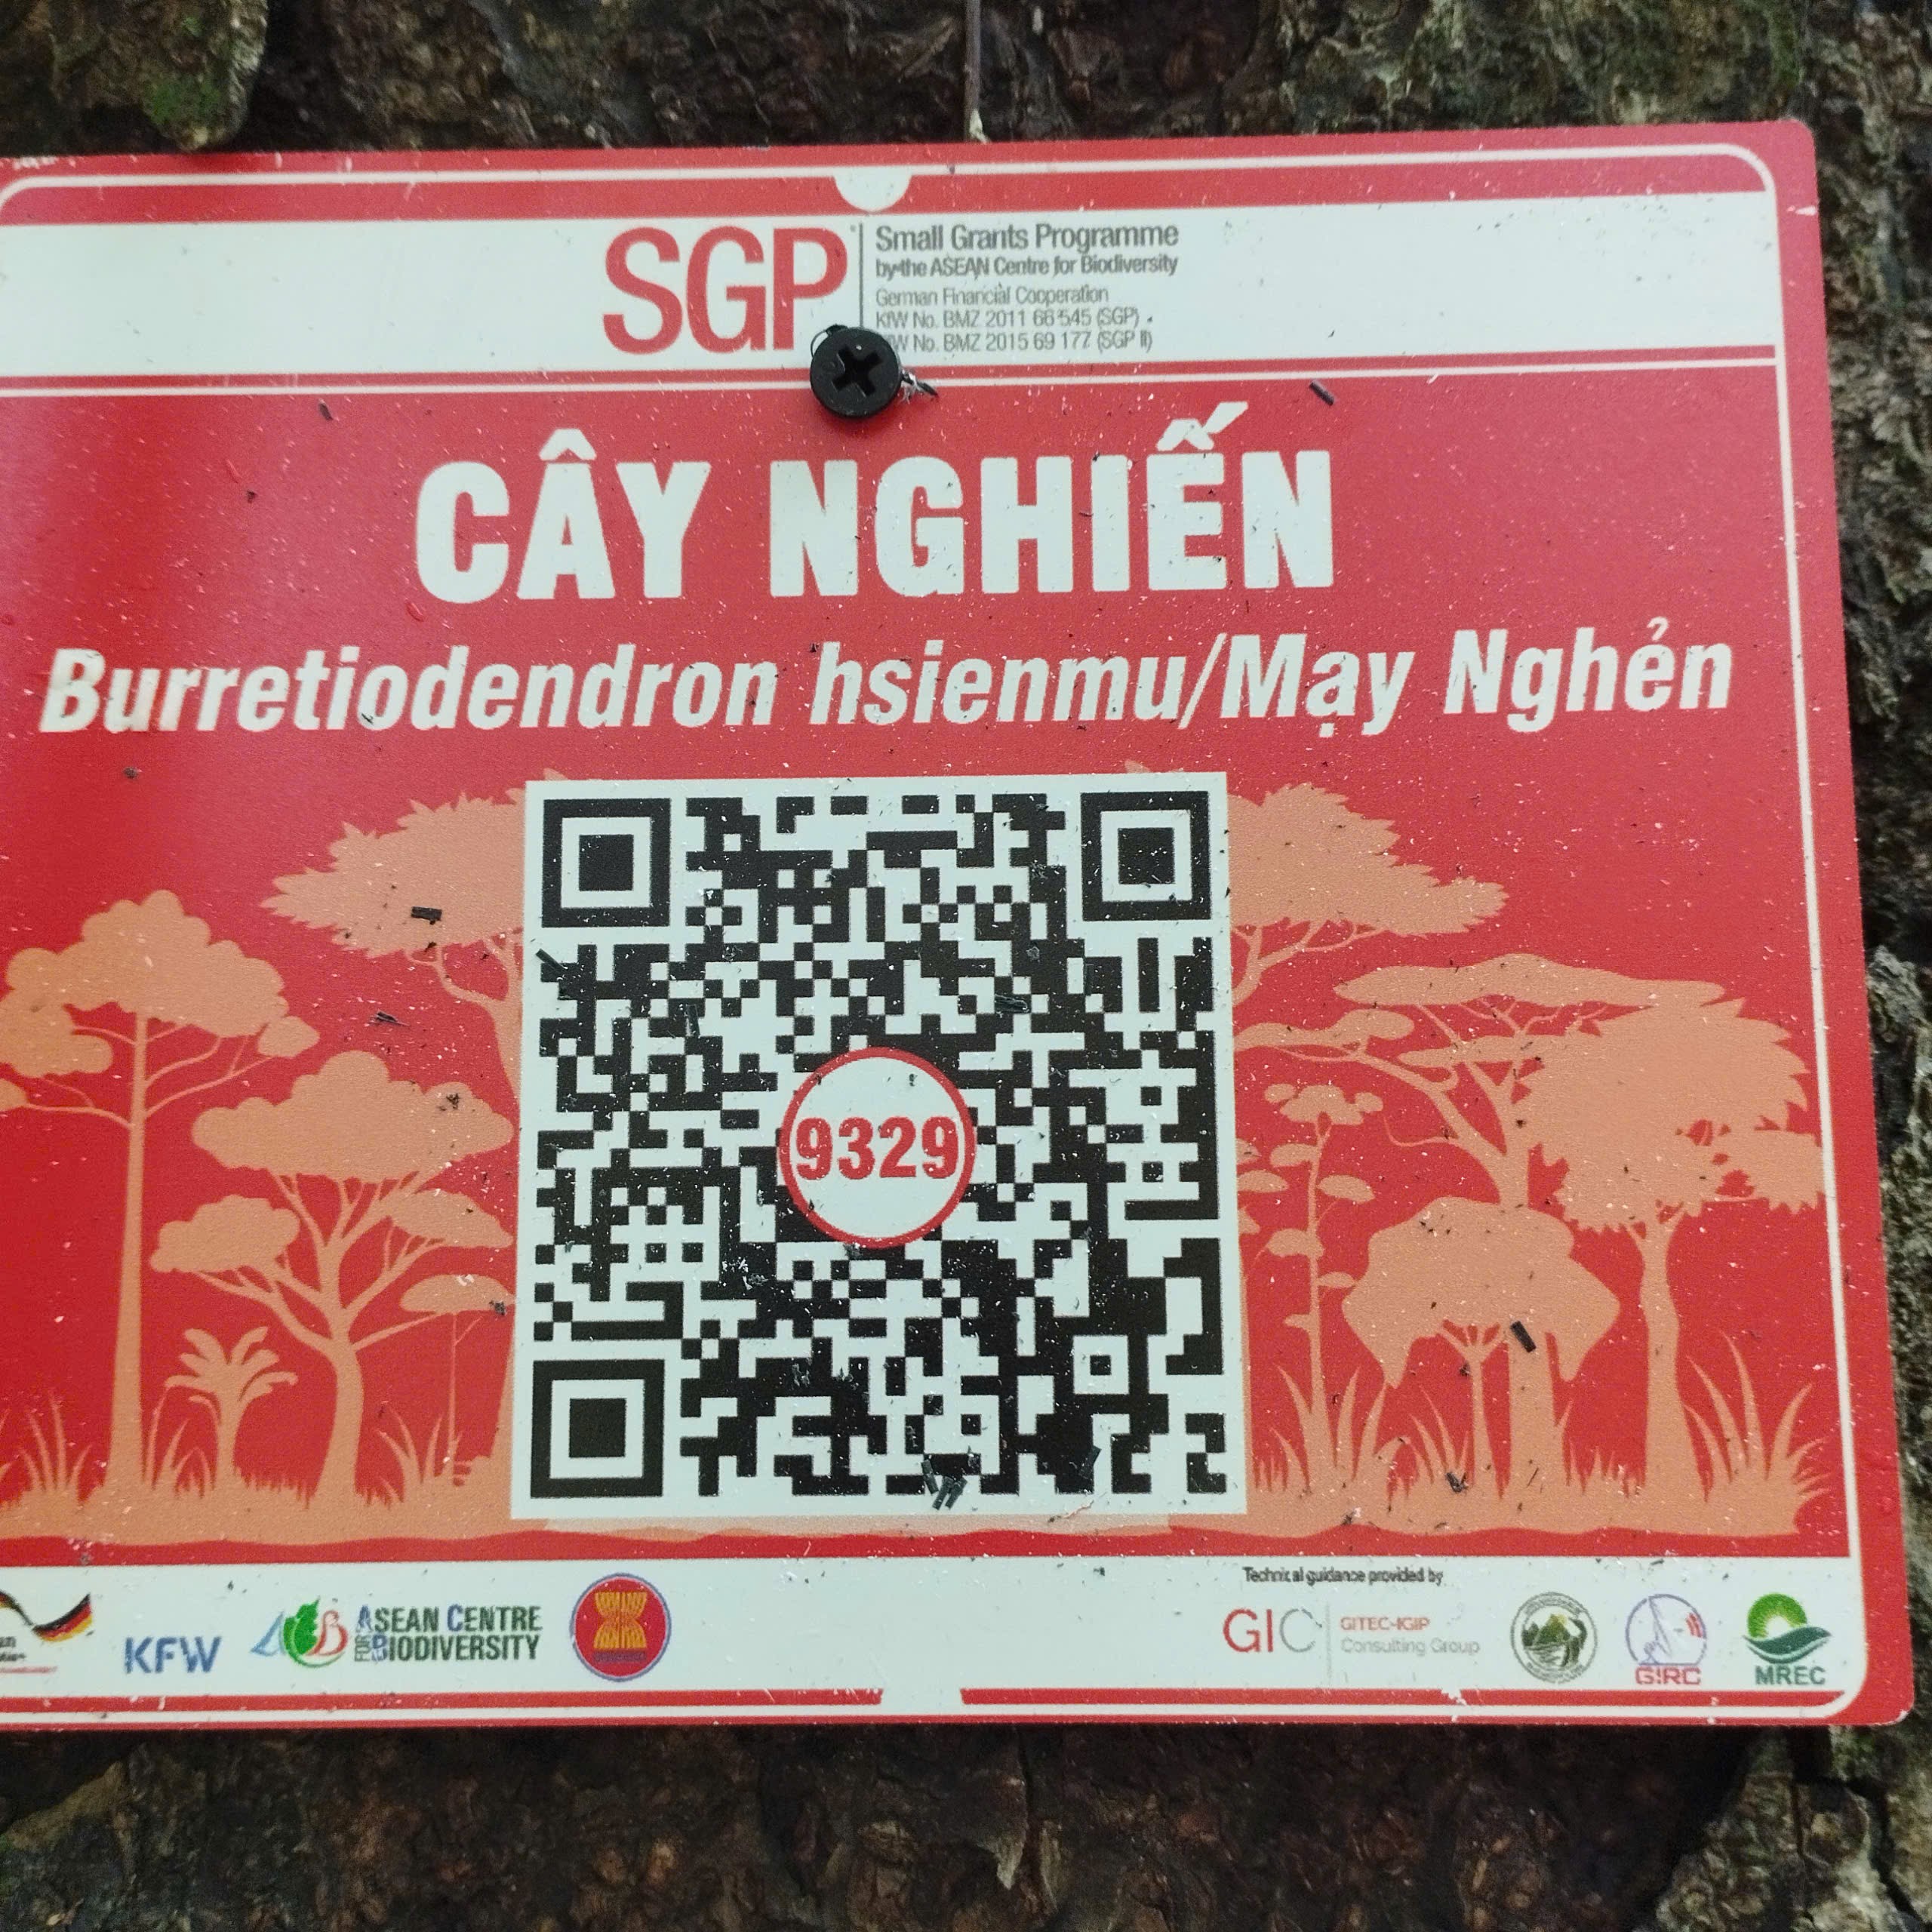 SGP
Small Grants Programme
by the ASEAN Centre for Biodiversity
German Financial Cooperation
KfW No. BMZ 2011 66 545 (SGP)
No. BMZ 2015 69 177 (SGP II)
CÂY NGHIẾN
Burretiodendron hsienmu/Mạy Nghẻn
9329
KFW
ASEAN CENTRE
FOR BIODIVERSITY
Technical guidance provided by
GIC
GITEC-IGIP
Consulting Group
GIRC
MREC